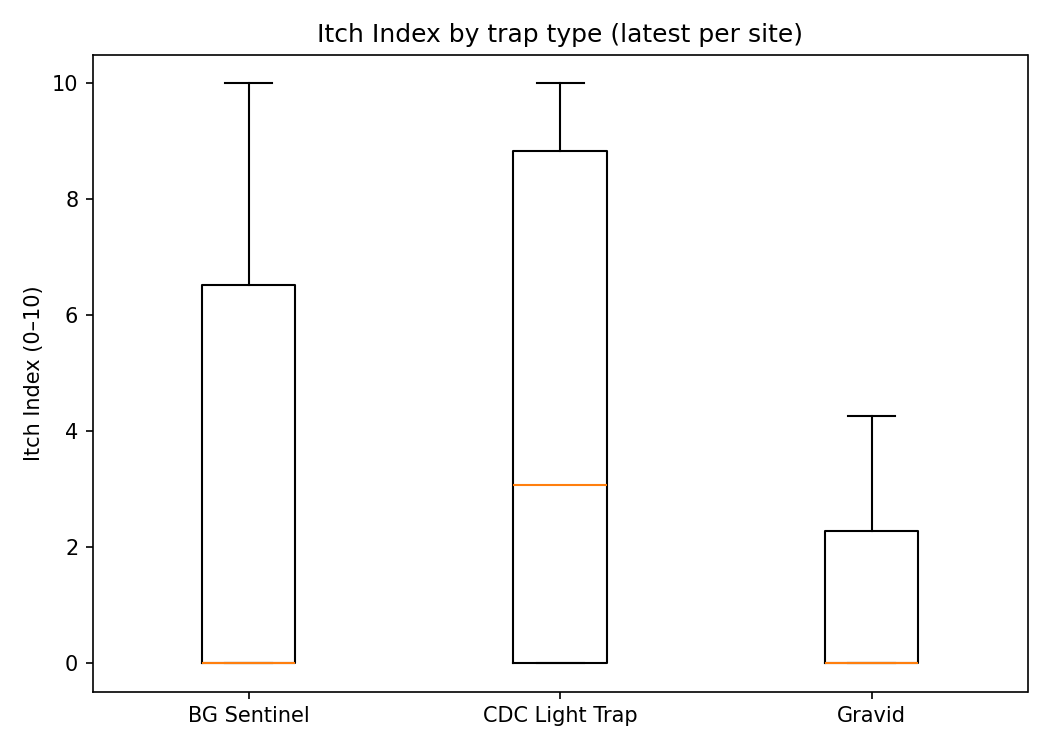 Itch Index by trap type (latest per site)
Itch Index (0–10)
10
8
6
4
2
0
BG Sentinel
CDC Light Trap
Gravid